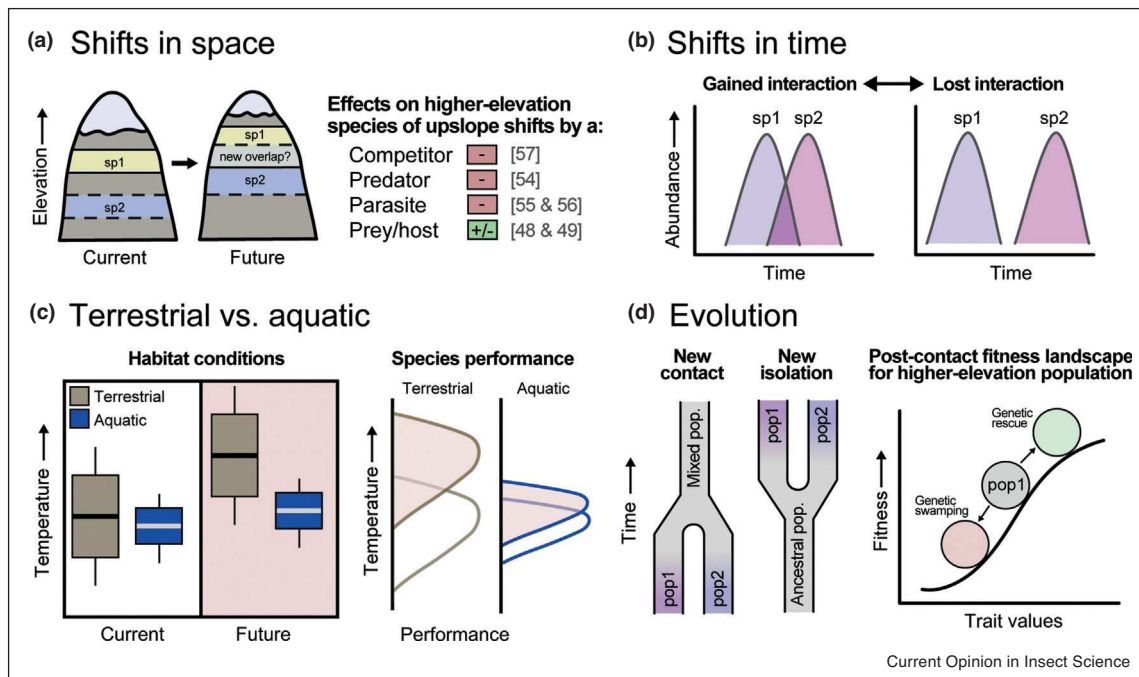 (a) Shifts in space
Elevation
sp1
sp2
Current
sp1
new overlap?
sp2
Future
Effects on higher-elevation
species of upslope shifts by a:
Competitor - [57]
Predator - [54]
Parasite - [55 & 56]
Prey/host +/- [48 & 49]
(b) Shifts in time
Gained interaction
Lost interaction
Abundance
sp1 sp2
Time
sp1 sp2
Time
(c) Terrestrial vs. aquatic
Habitat conditions
Terrestrial
Aquatic
Temperature
Current
Future
Species performance
Terrestrial
Aquatic
Temperature
Performance
(d) Evolution
New
contact
New
isolation
Time
Mixed pop.
pop1
pop2
pop1
pop2
Ancestral pop.
Post-contact fitness landscape
for higher-elevation population
Fitness
Genetic
rescue
pop1
Genetic
swamping
Trait values
Current Opinion in Insect Science